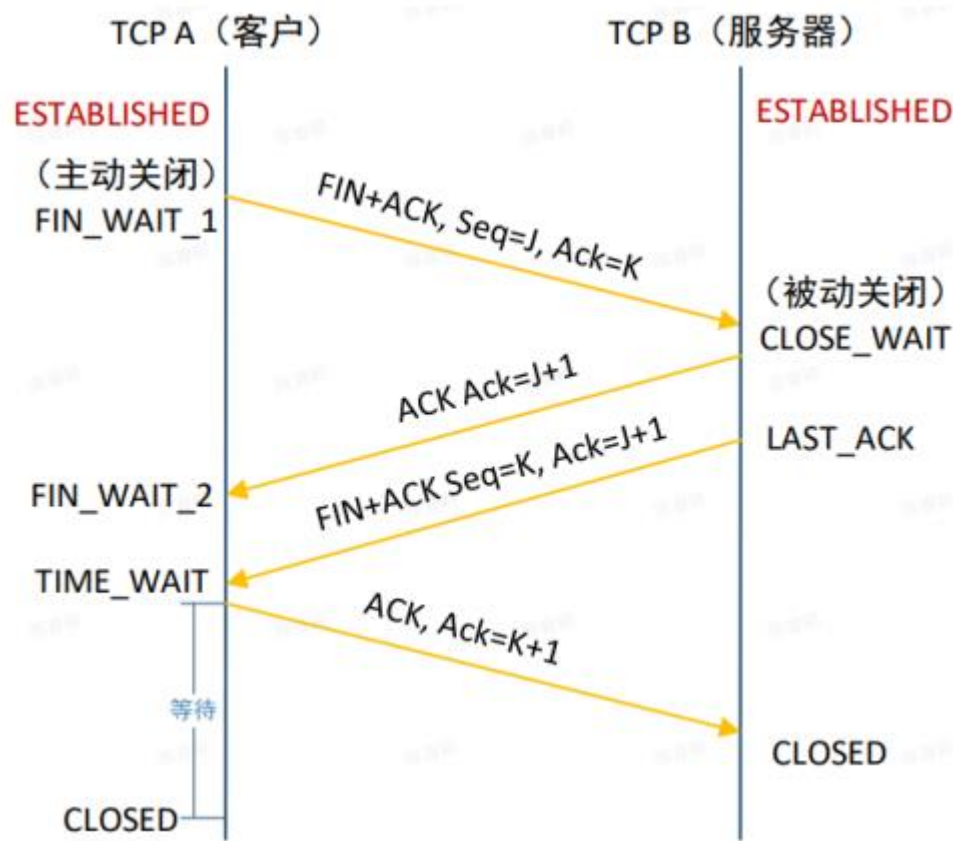 TCP A（客户） TCP B（服务器）
ESTABLISHED ESTABLISHED
（主动关闭）
FIN_WAIT_1
FIN+ACK, Seq=J, Ack=K
（被动关闭）
CLOSE_WAIT
ACK Ack=J+1
LAST_ACK
FIN+ACK Seq=K, Ack=J+1
FIN_WAIT_2
TIME_WAIT
ACK, Ack=K+1
等待
CLOSED
CLOSED